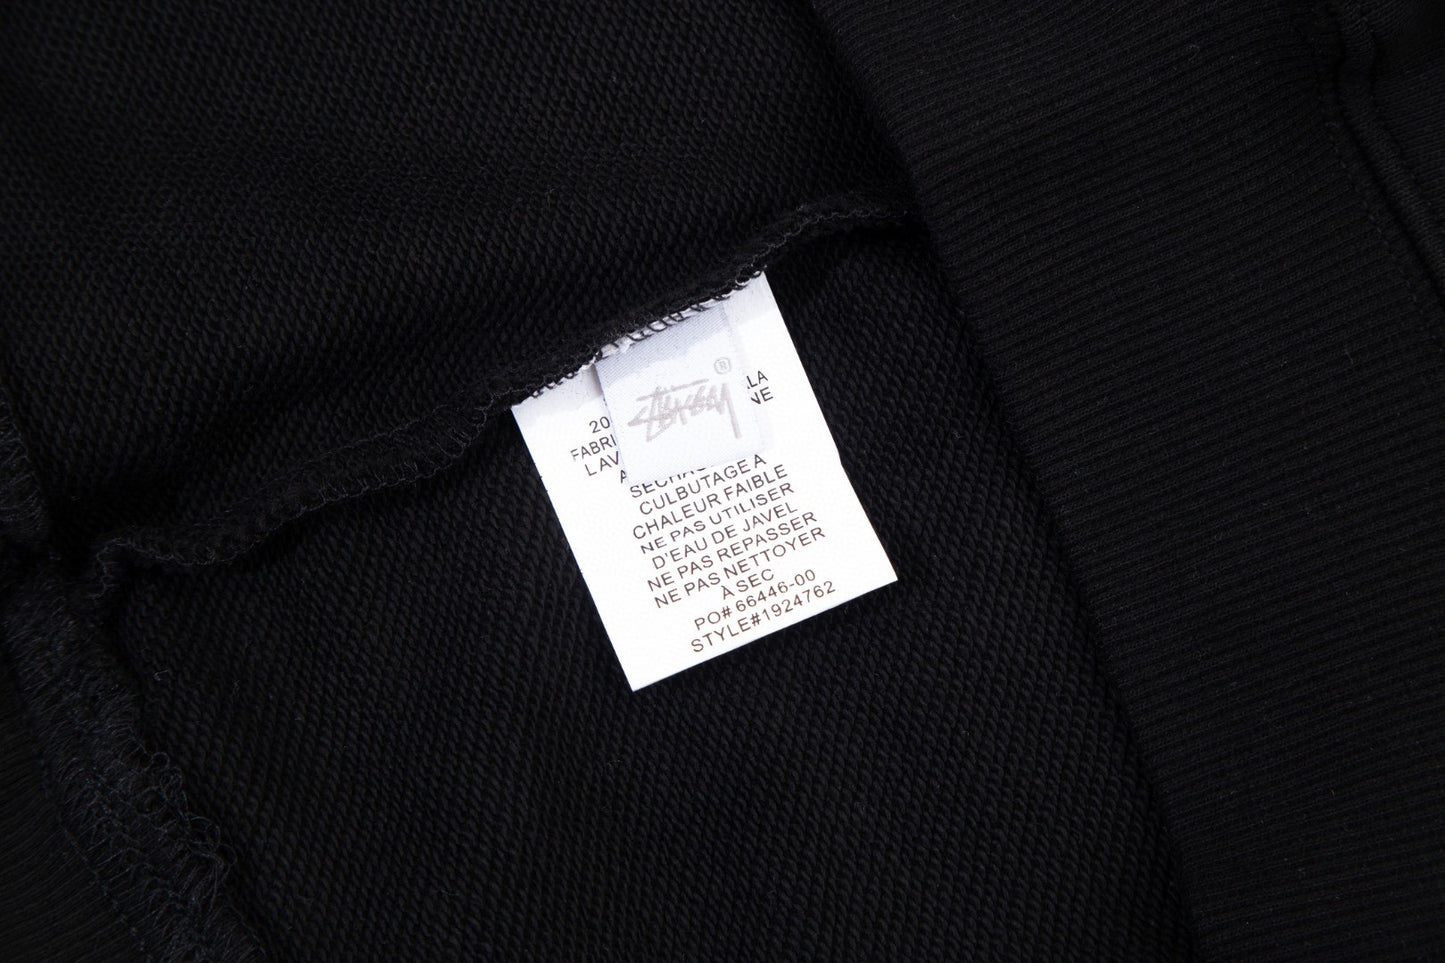 Stüssy ®
20
FABRI
LAV
CULBUTAGE A
CHALEUR FAIBLE
NE PAS UTILISER
D'EAU DE JAVEL
NE PAS REPASSER
NE PAS NETTOYER
À SEC
PO# 66446-00
STYLE#1924762